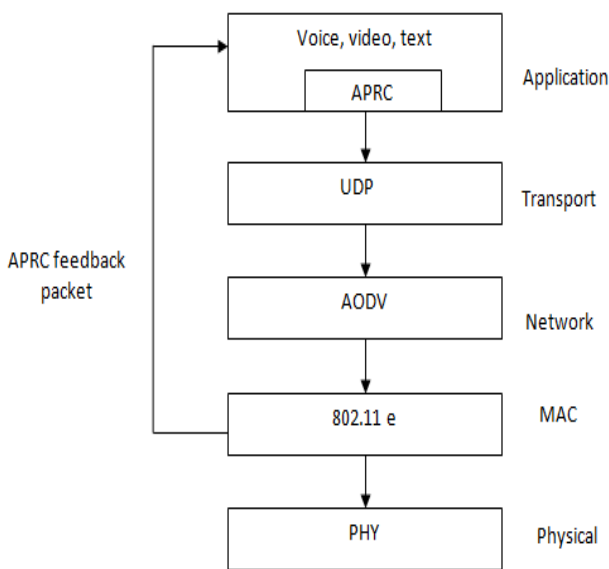 Voice, video, text
APRC
Application
UDP
Transport
APRC feedback
packet
AODV
Network
802.11 e
MAC
PHY
Physical